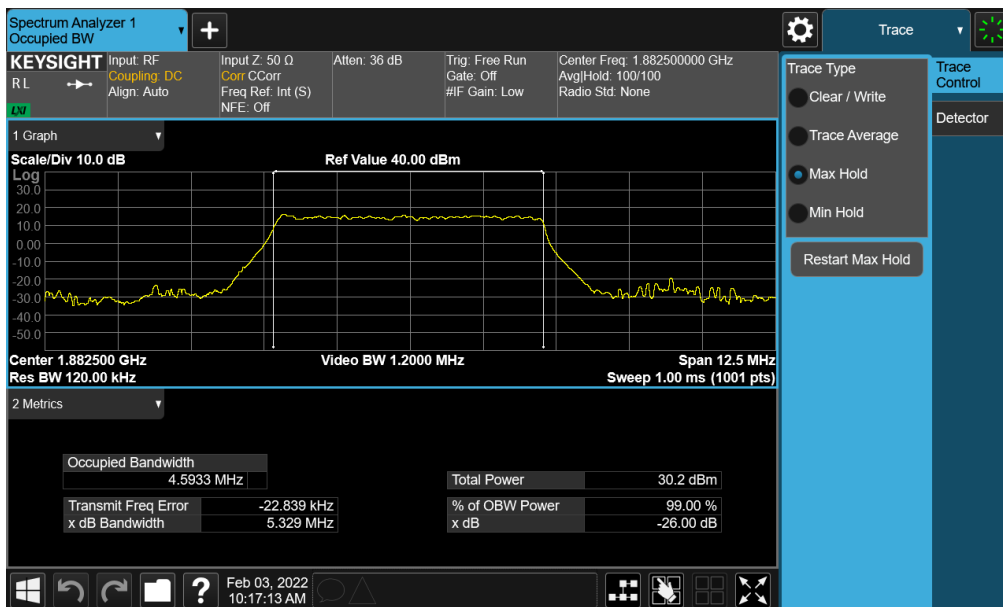 Spectrum Analyzer 1
Occupied BW
Trace
KEYSIGHT
RL
LXI
Input: RF
Coupling: DC
Align: Auto
Input Z: 50 Ω
Corr CCorr
Freq Ref: Int (S)
NFE: Off
Atten: 36 dB
Trig: Free Run
Gate: Off
#IF Gain: Low
Center Freq: 1.882500000 GHz
Avg|Hold: 100/100
Radio Std: None
Trace Type
Clear / Write
Trace Average
Max Hold
Min Hold
Restart Max Hold
Trace
Control
Detector
1 Graph
Scale/Div 10.0 dB
Ref Value 40.00 dBm
Log
30.0
20.0
10.0
0.00
-10.0
-20.0
-30.0
-40.0
-50.0
Center 1.882500 GHz
Video BW 1.2000 MHz
Span 12.5 MHz
Res BW 120.00 kHz
Sweep 1.00 ms (1001 pts)
2 Metrics
Occupied Bandwidth
4.5933 MHz
Total Power 30.2 dBm
Transmit Freq Error -22.839 kHz
% of OBW Power 99.00 %
x dB Bandwidth 5.329 MHz
x dB -26.00 dB
?
Feb 03, 2022
10:17:13 AM